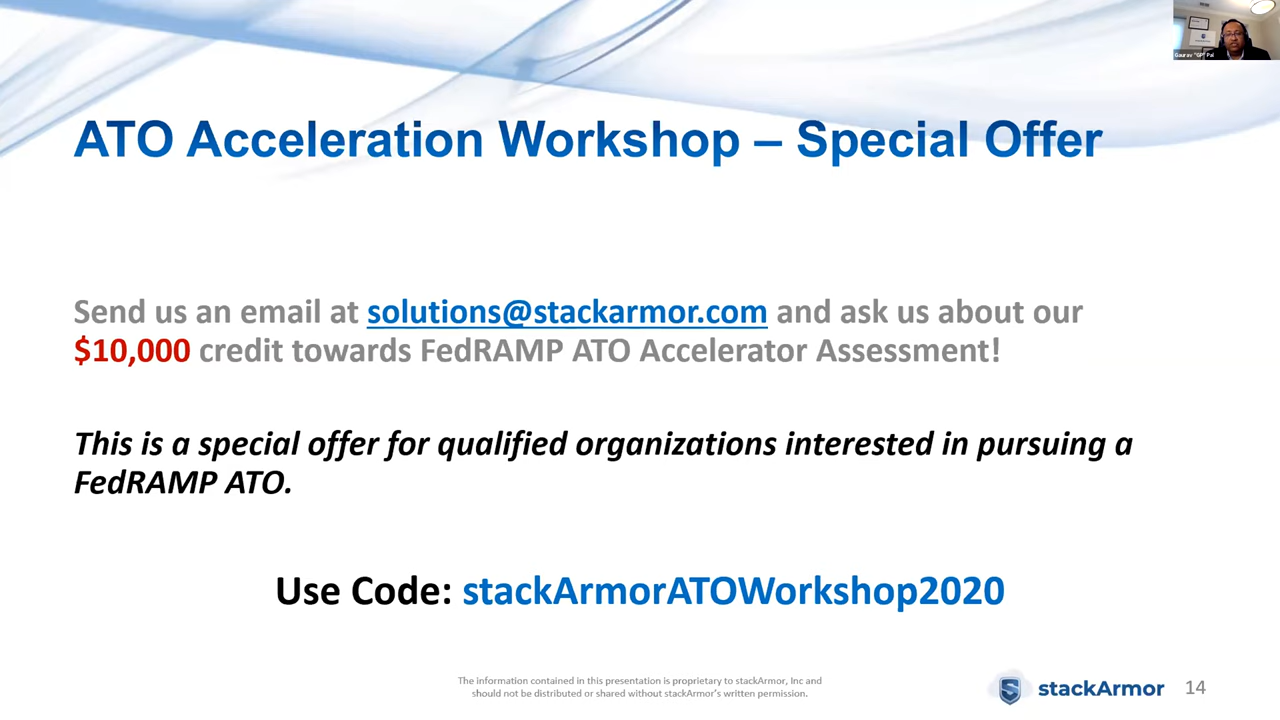 Gaurav "GP" Pal
ATO Acceleration Workshop – Special Offer
Send us an email at solutions@stackarmor.com and ask us about our
$10,000 credit towards FedRAMP ATO Accelerator Assessment!
This is a special offer for qualified organizations interested in pursuing a
FedRAMP ATO.
Use Code: stackArmorATOWorkshop2020
The information contained in this presentation is proprietary to stackArmor, Inc and
should not be distributed or shared without stackArmor's written permission.
stackArmor
14